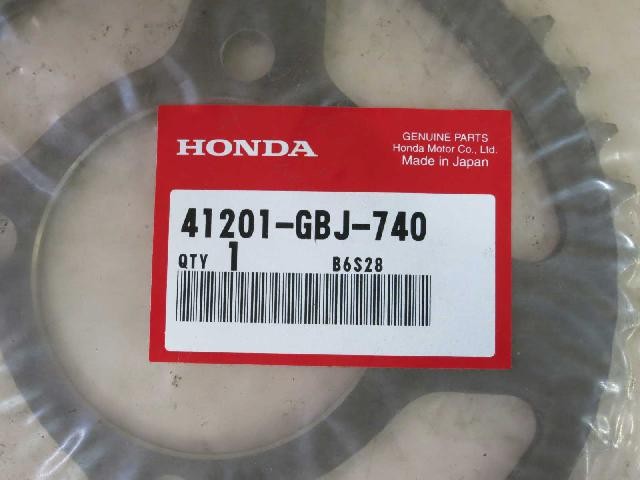 HONDA
GENUINE PARTS
Honda Motor Co., Ltd.
Made in Japan
41201-GBJ-740
QTY 1 B6S28